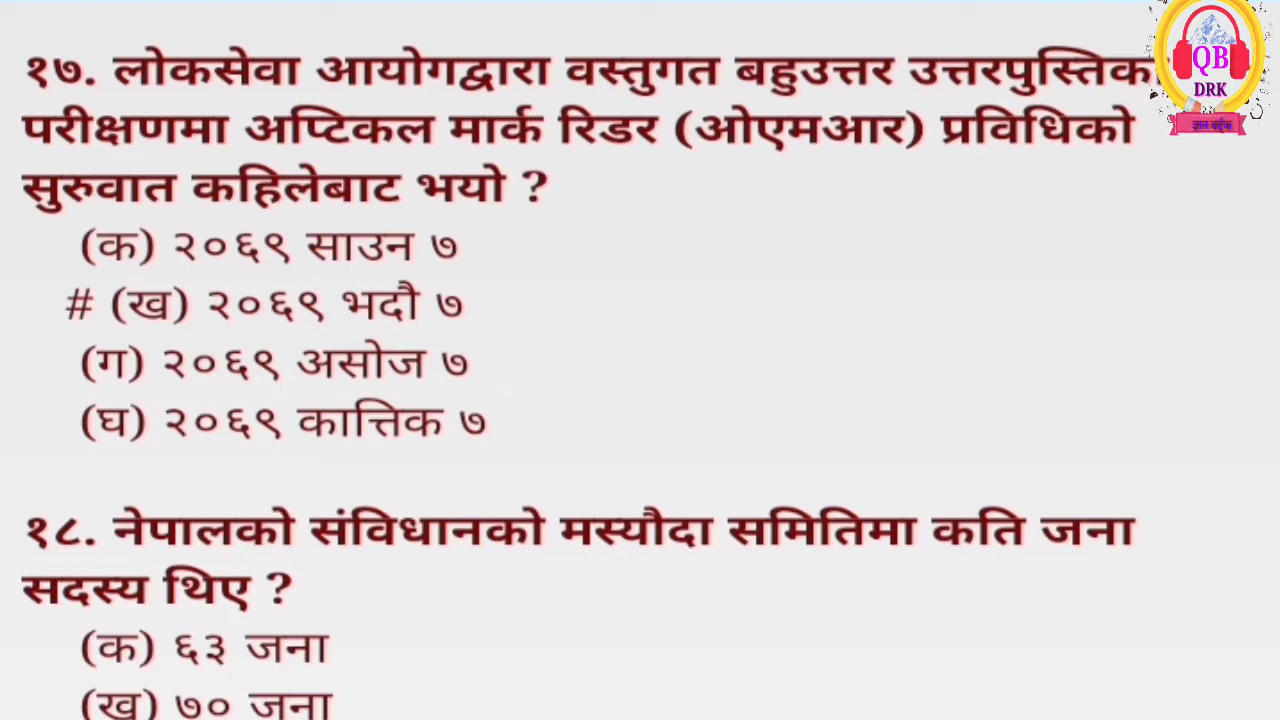 १७. लोकसेवा आयोगद्वारा वस्तुगत बहुउत्तर उत्तरपुस्तिका
परीक्षणमा अप्टिकल मार्क रिडर (ओएमआर) प्रविधिको
सुरुवात कहिलेबाट भयो ?
(क) २०६९ साउन ७
# (ख) २०६९ भदौ ७
(ग) २०६९ असोज ७
(घ) २०६९ कात्तिक ७
१८. नेपालको संविधानको मस्यौदा समितिमा कति जना
सदस्य थिए ?
(क) ६३ जना
(ख) ७० जना
QB
DRK